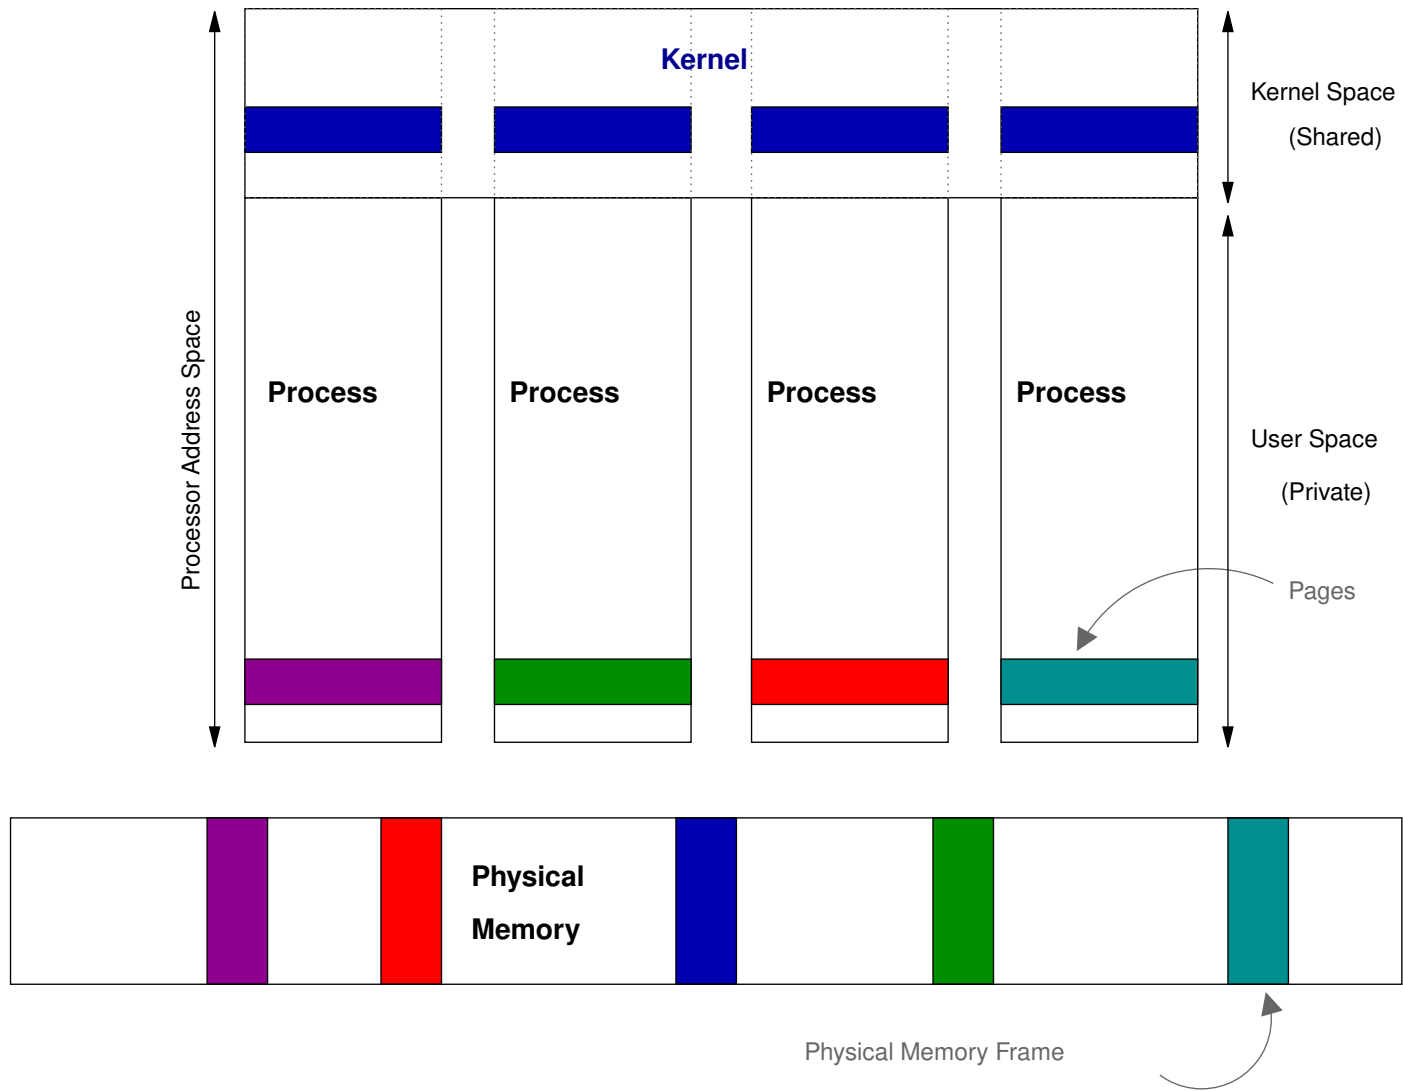 Kernel
Kernel Space
(Shared)
Processor Address Space
Process
Process
Process
Process
User Space
(Private)
Pages
Physical
Memory
Physical Memory Frame